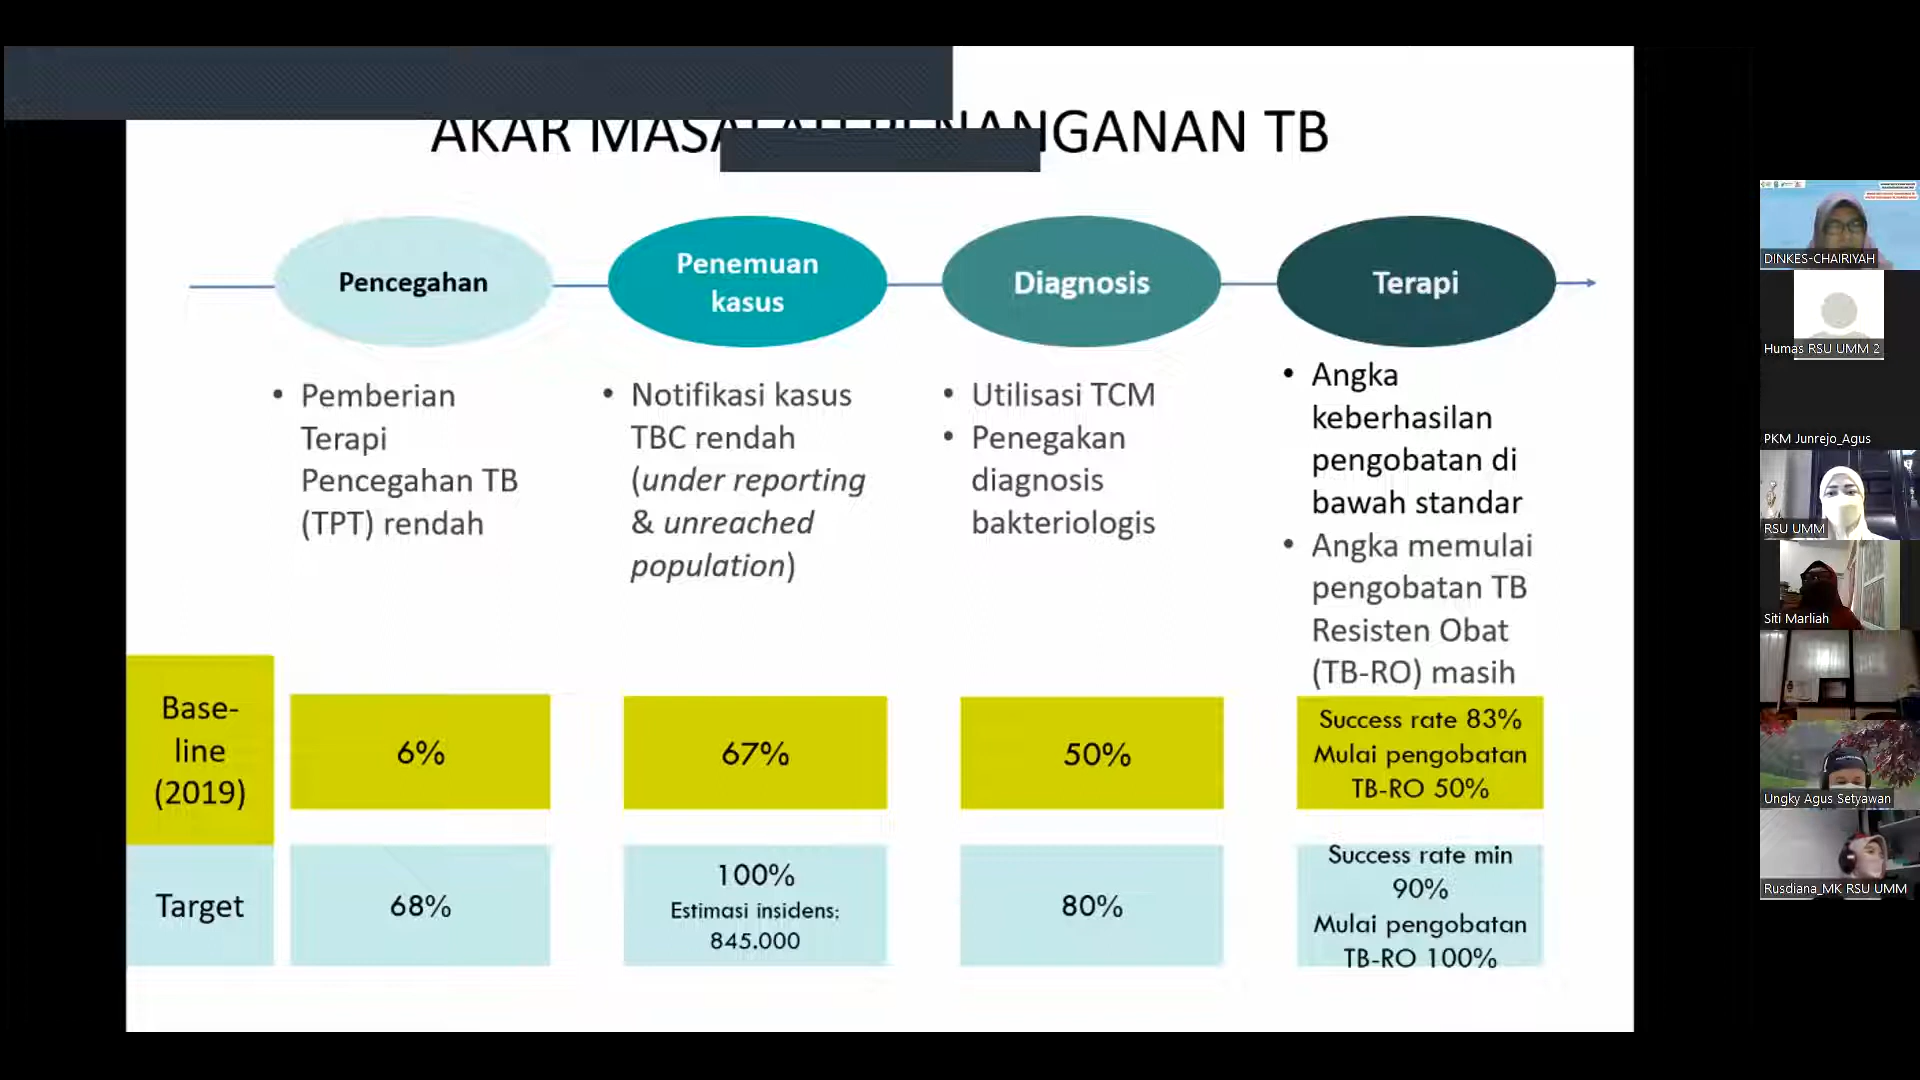 AKAR PENANGANAN TB
Pencegahan
Penemuan
kasus
Diagnosis
Terapi
• Pemberian
Terapi
Pencegahan TB
(TPT) rendah
• Notifikasi kasus
TBC rendah
(under reporting
& unreached
population)
• Utilisasi TCM
• Penegakan
diagnosis
bakteriologis
• Angka
keberhasilan
pengobatan di
bawah standar
• Angka memulai
pengobatan TB
Resisten Obat
(TB-RO) masih
Base-
line
(2019)
6%
67%
50%
Success rate 83%
Mulai pengobatan
TB-RO 50%
Target
68%
100%
Estimasi insidens:
845.000
80%
Success rate min
90%
Mulai pengobatan
TB-RO 100%
DINKES-CHAIRIYAH
Humas RSU UMM 2
PKM Junrejo_Agus
RSU UMM
Siti Marliah
Ungky Agus Setyawan
Rusdiana_MK RSU UMM